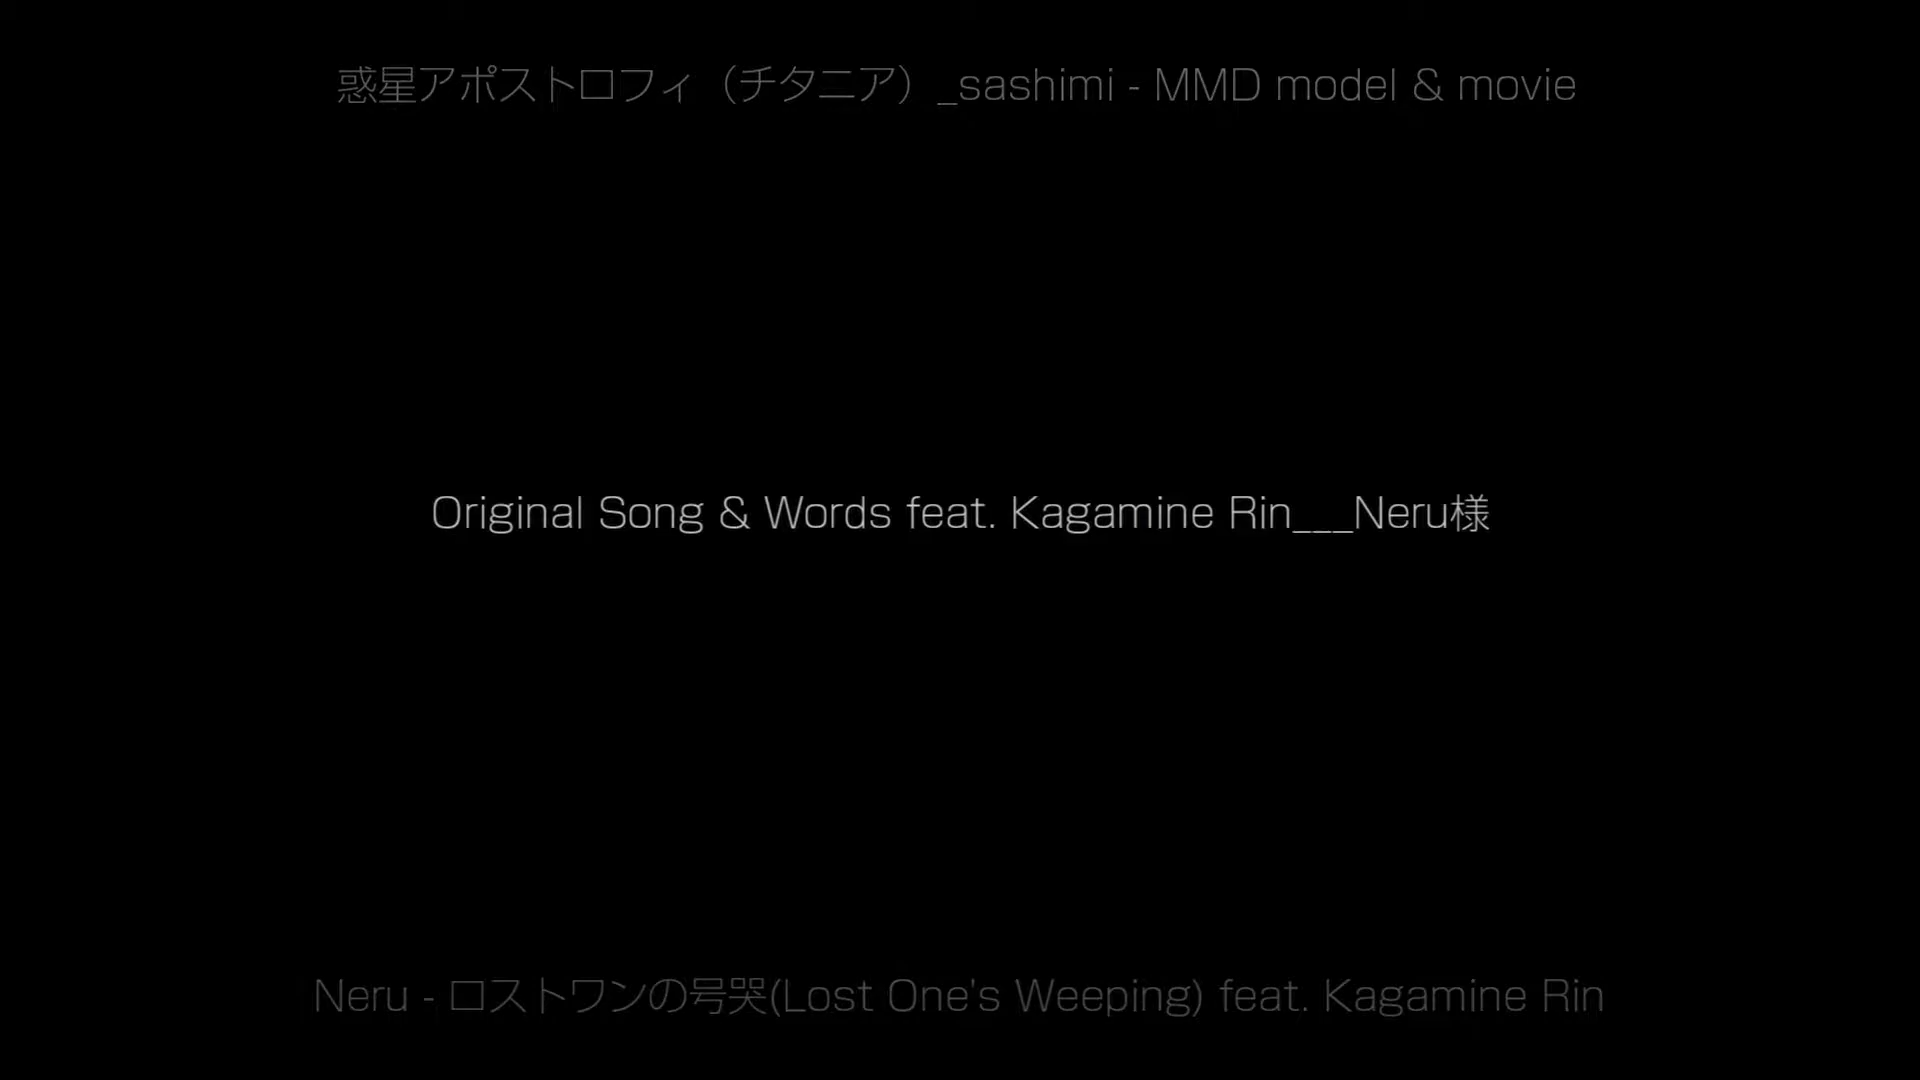 惑星アポストロフィ（チタニア）_sashimi - MMD model & movie
Original Song & Words feat. Kagamine Rin___Neru様
Neru - ロストワンの号哭(Lost One's Weeping) feat. Kagamine Rin